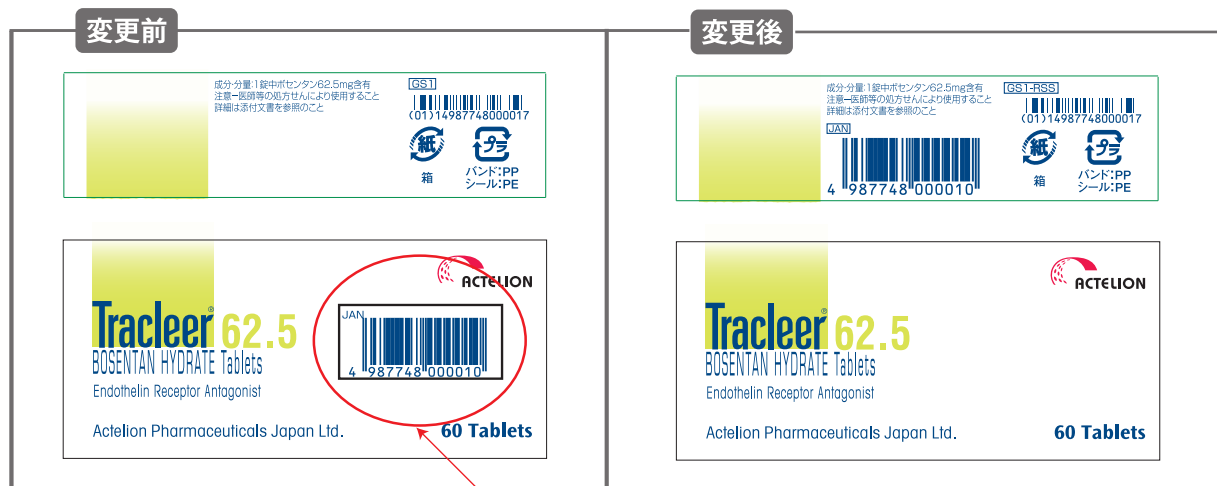 変更前
成分・分量:1錠中ボセンタン62.5mg含有
注意-医師等の処方せんにより使用すること
詳細は添付文書を参照のこと
GS1
(01)14987748000017
紙
箱
プラ
バンド:PP
シール:PE
ACTELION
Tracleer® 62.5
BOSENTAN HYDRATE Tablets
Endothelin Receptor Antagonist
JAN
4 987748 000010
Actelion Pharmaceuticals Japan Ltd.
60 Tablets
変更後
成分・分量:1錠中ボセンタン62.5mg含有
注意-医師等の処方せんにより使用すること
詳細は添付文書を参照のこと
JAN
4 987748 000010
GS1-RSS
(01)14987748000017
紙
箱
プラ
バンド:PP
シール:PE
ACTELION
Tracleer® 62.5
BOSENTAN HYDRATE Tablets
Endothelin Receptor Antagonist
Actelion Pharmaceuticals Japan Ltd.
60 Tablets